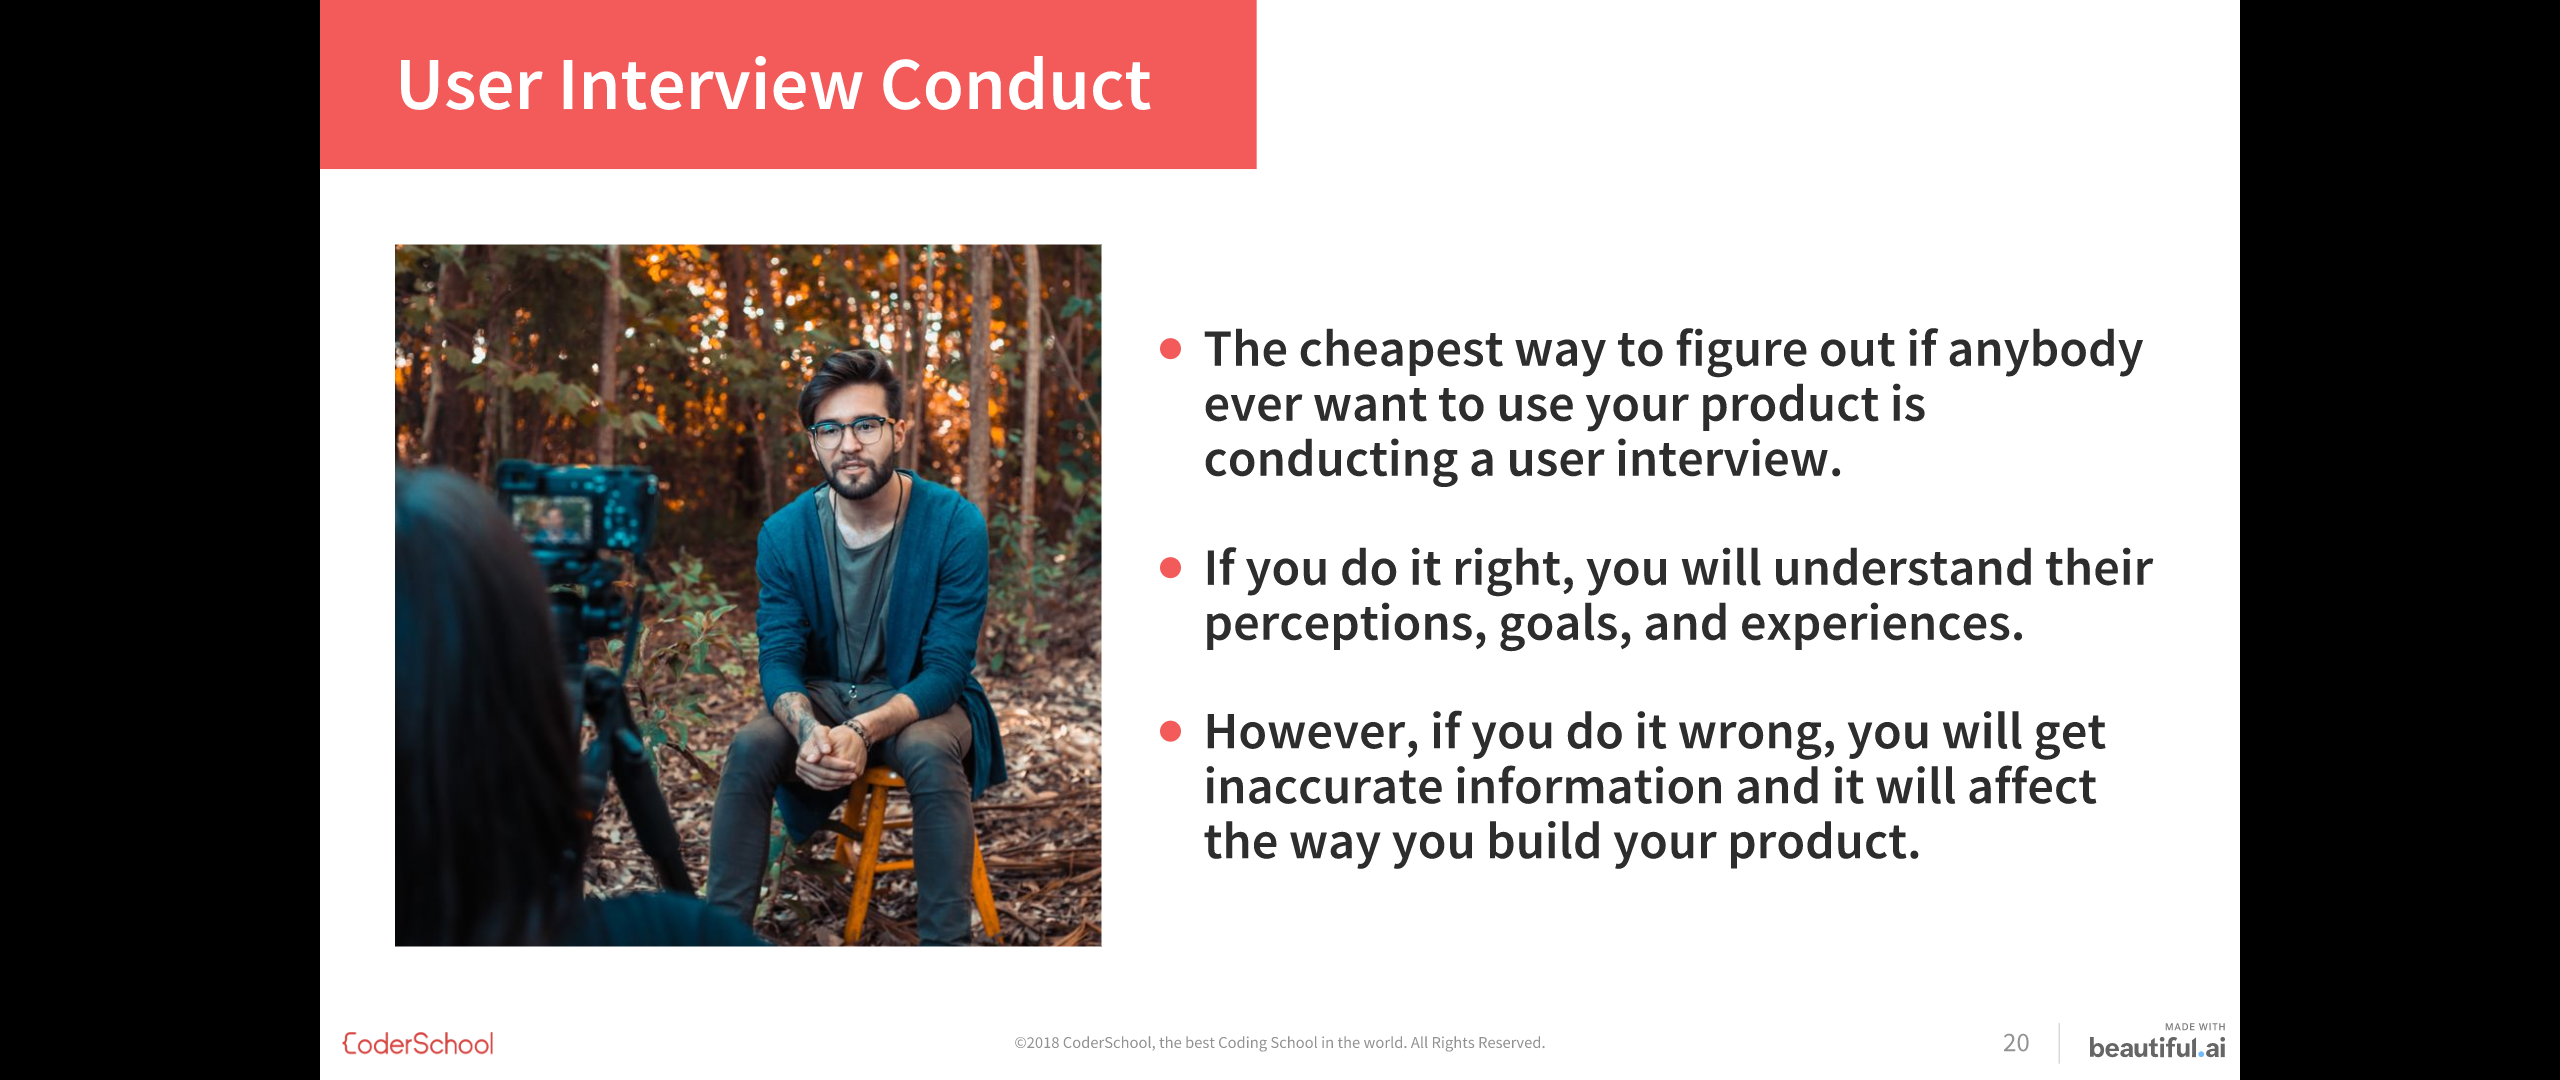 User Interview Conduct
● The cheapest way to figure out if anybody
ever want to use your product is
conducting a user interview.
● If you do it right, you will understand their
perceptions, goals, and experiences.
● However, if you do it wrong, you will get
inaccurate information and it will affect
the way you build your product.
CoderSchool
©2018 CoderSchool, the best Coding School in the world. All Rights Reserved.
20
MADE WITH
beautiful.ai